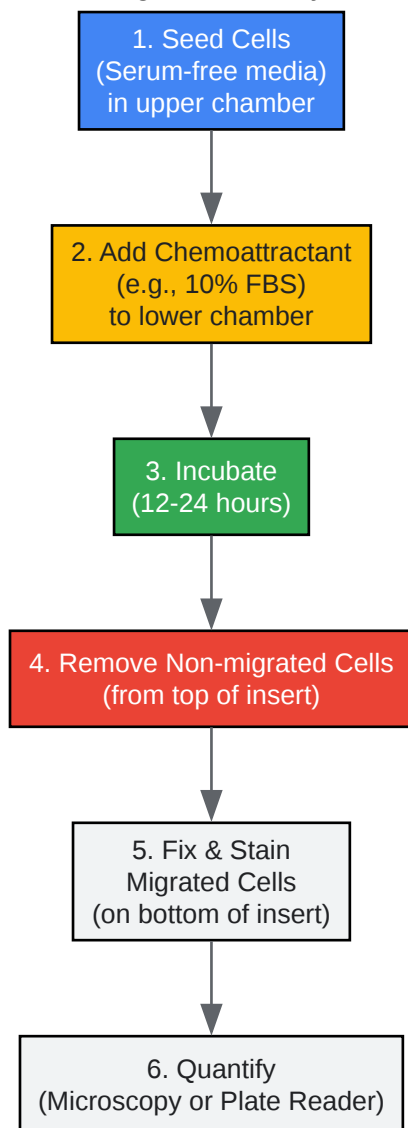 1. Seed Cells
(Serum-free media)
in upper chamber
2. Add Chemoattractant
(e.g., 10% FBS)
to lower chamber
3. Incubate
(12-24 hours)
4. Remove Non-migrated Cells
(from top of insert)
5. Fix & Stain
Migrated Cells
(on bottom of insert)
6. Quantify
(Microscopy or Plate Reader)